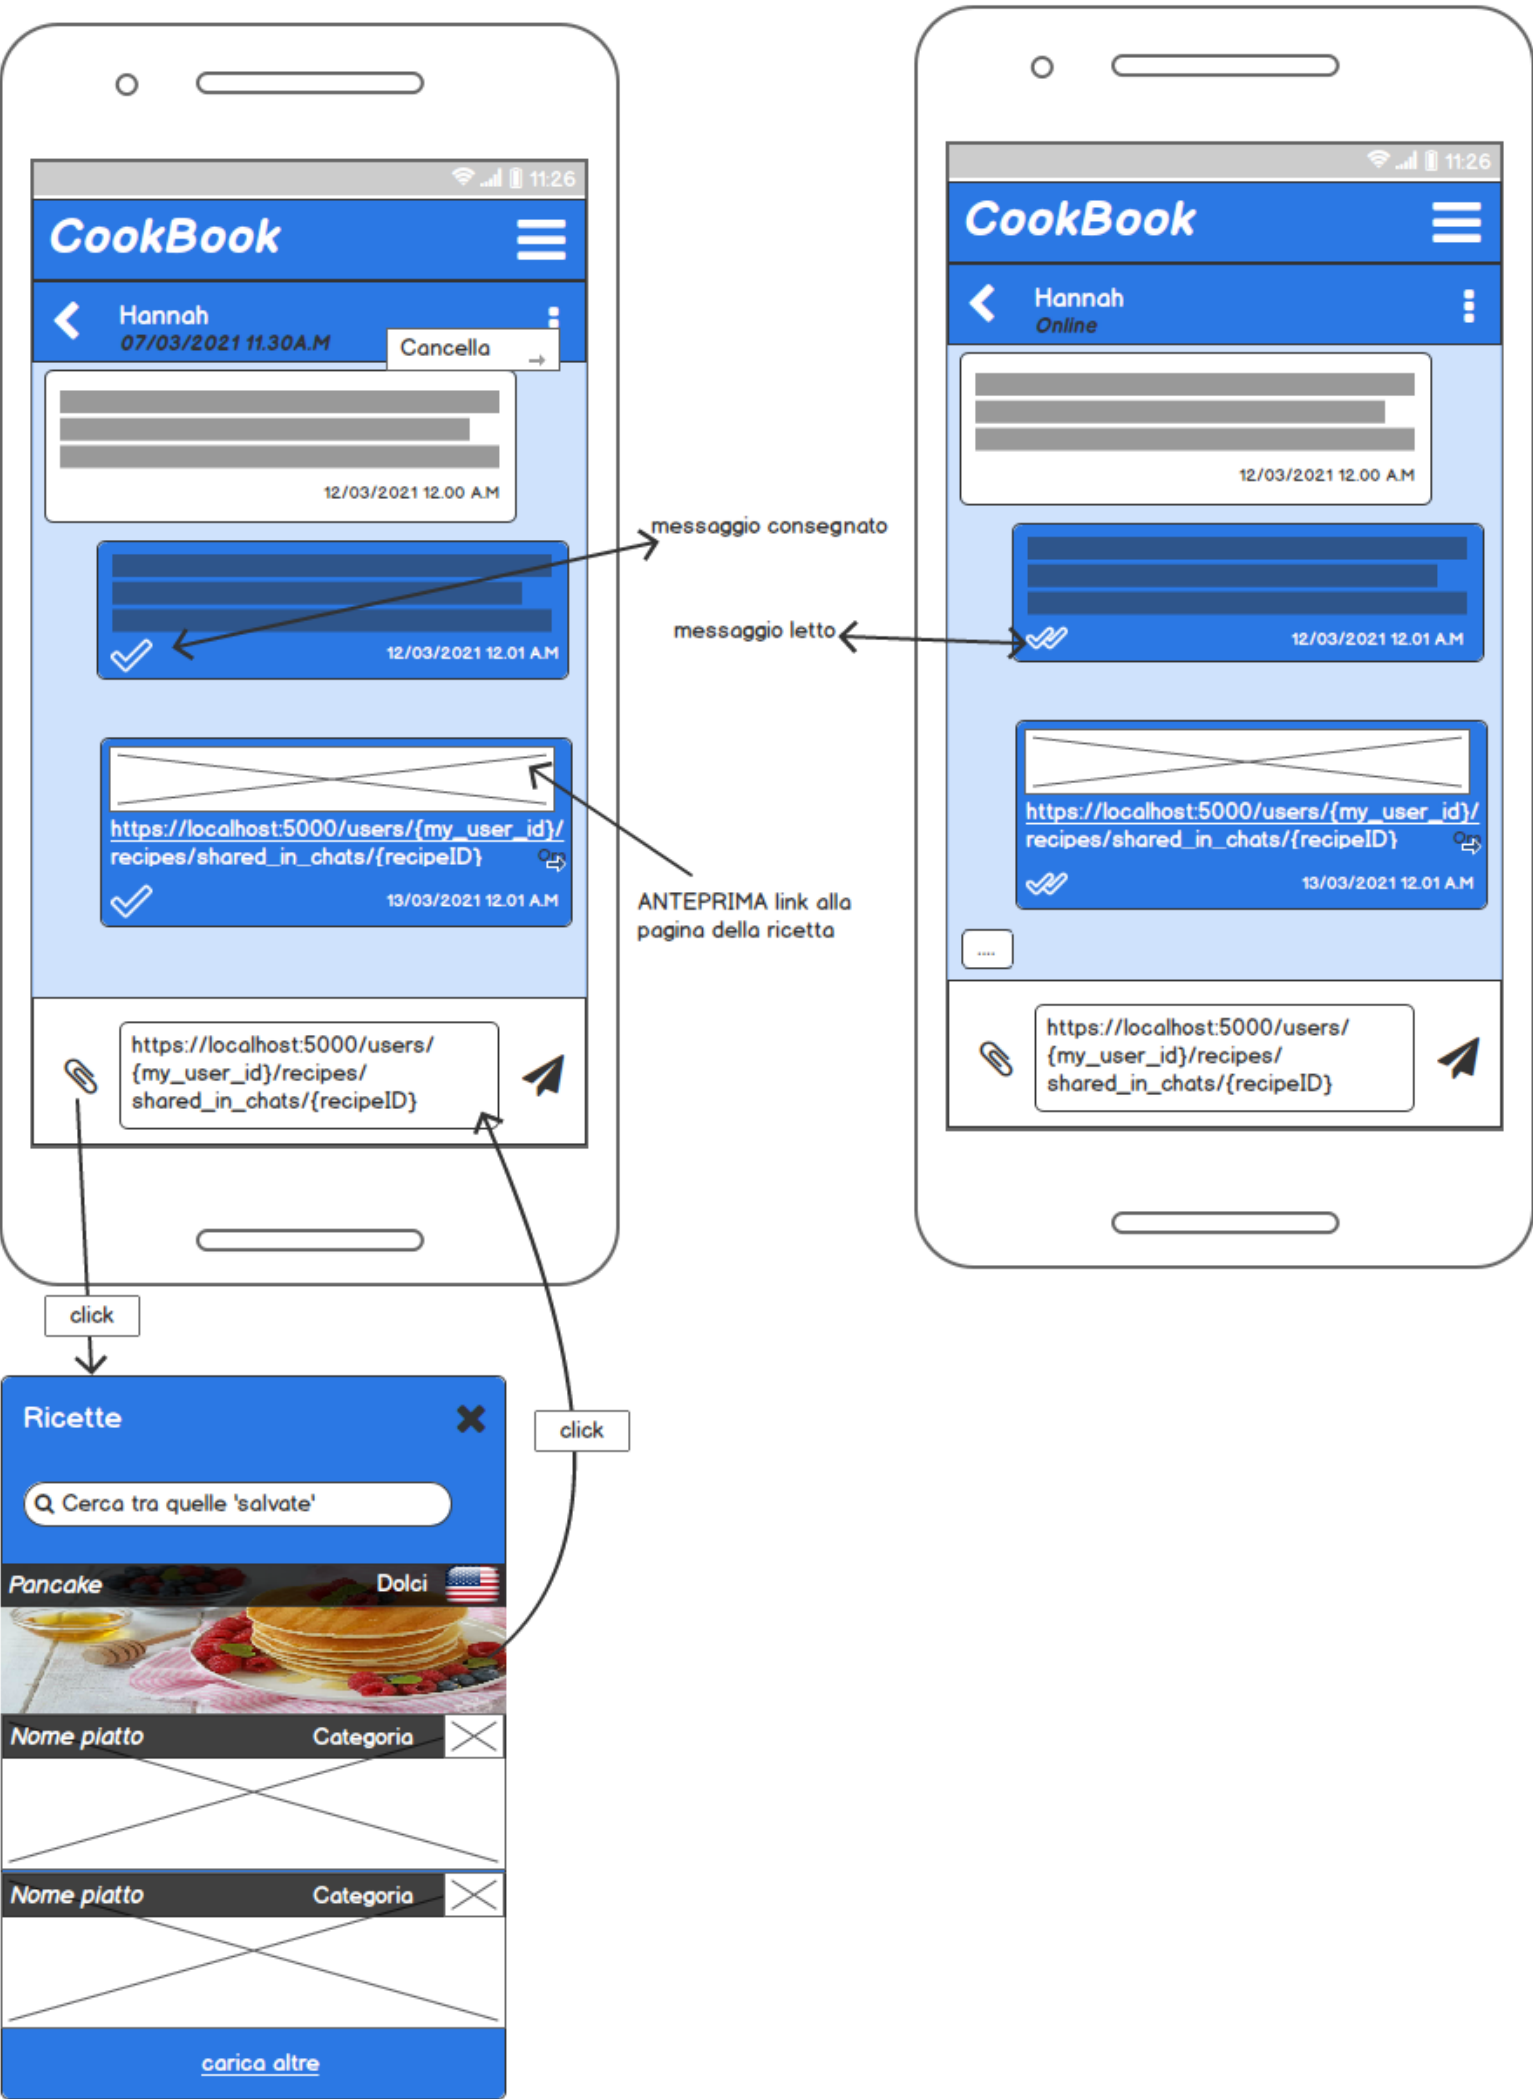 11:26
CookBook
Hannah
07/03/2021 11.30A.M
Cancella
12/03/2021 12.00 A.M
12/03/2021 12.01 A.M
https://localhost:5000/users/{my_user_id}/
recipes/shared_in_chats/{recipeID}
13/03/2021 12.01 A.M
https://localhost:5000/users/
{my_user_id}/recipes/
shared_in_chats/{recipeID}
messaggio consegnato
messaggio letto
ANTEPRIMA link alla
pagina della ricetta
11:26
CookBook
Hannah
Online
12/03/2021 12.00 A.M
12/03/2021 12.01 A.M
https://localhost:5000/users/{my_user_id}/
recipes/shared_in_chats/{recipeID}
13/03/2021 12.01 A.M
....
https://localhost:5000/users/
{my_user_id}/recipes/
shared_in_chats/{recipeID}
click
click
Ricette
Cerca tra quelle 'salvate'
Pancake Dolci
Nome piatto Categoria
Nome piatto Categoria
carica altre